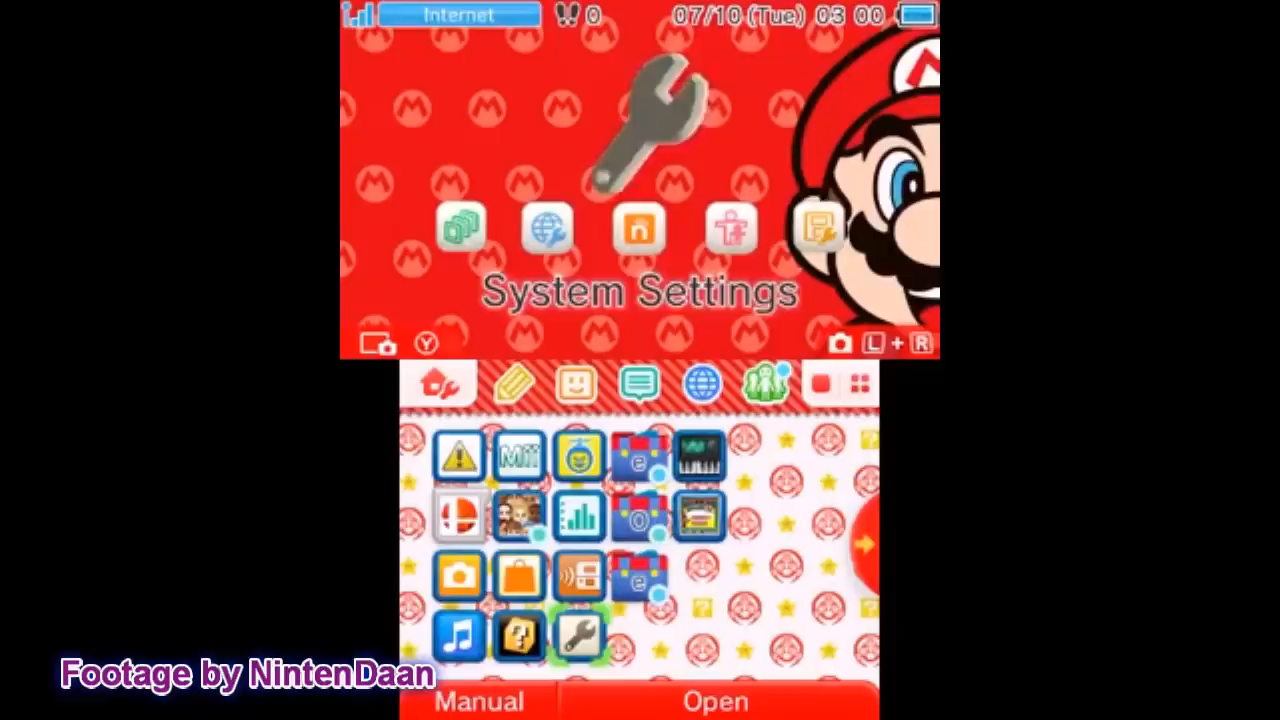 Internet
0
07/10 (Tue) 03 00
System Settings
Y
L + R
Mii
e
O
e
Footage by NintenDaan
Manual
Open